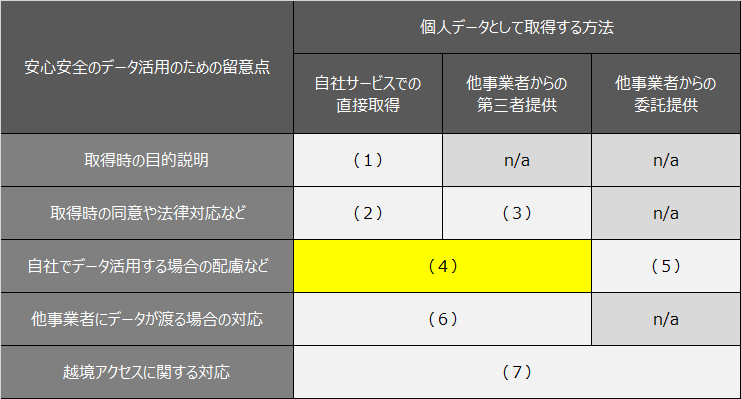 安心安全のデータ活用のための留意点
個人データとして取得する方法
自社サービスでの
直接取得
他事業者からの
第三者提供
他事業者からの
委託提供
取得時の目的説明
（１）
n/a
n/a
取得時の同意や法律対応など
（２）
（３）
n/a
自社でデータ活用する場合の配慮など
（４）
（５）
他事業者にデータが渡る場合の対応
（６）
n/a
越境アクセスに関する対応
（７）